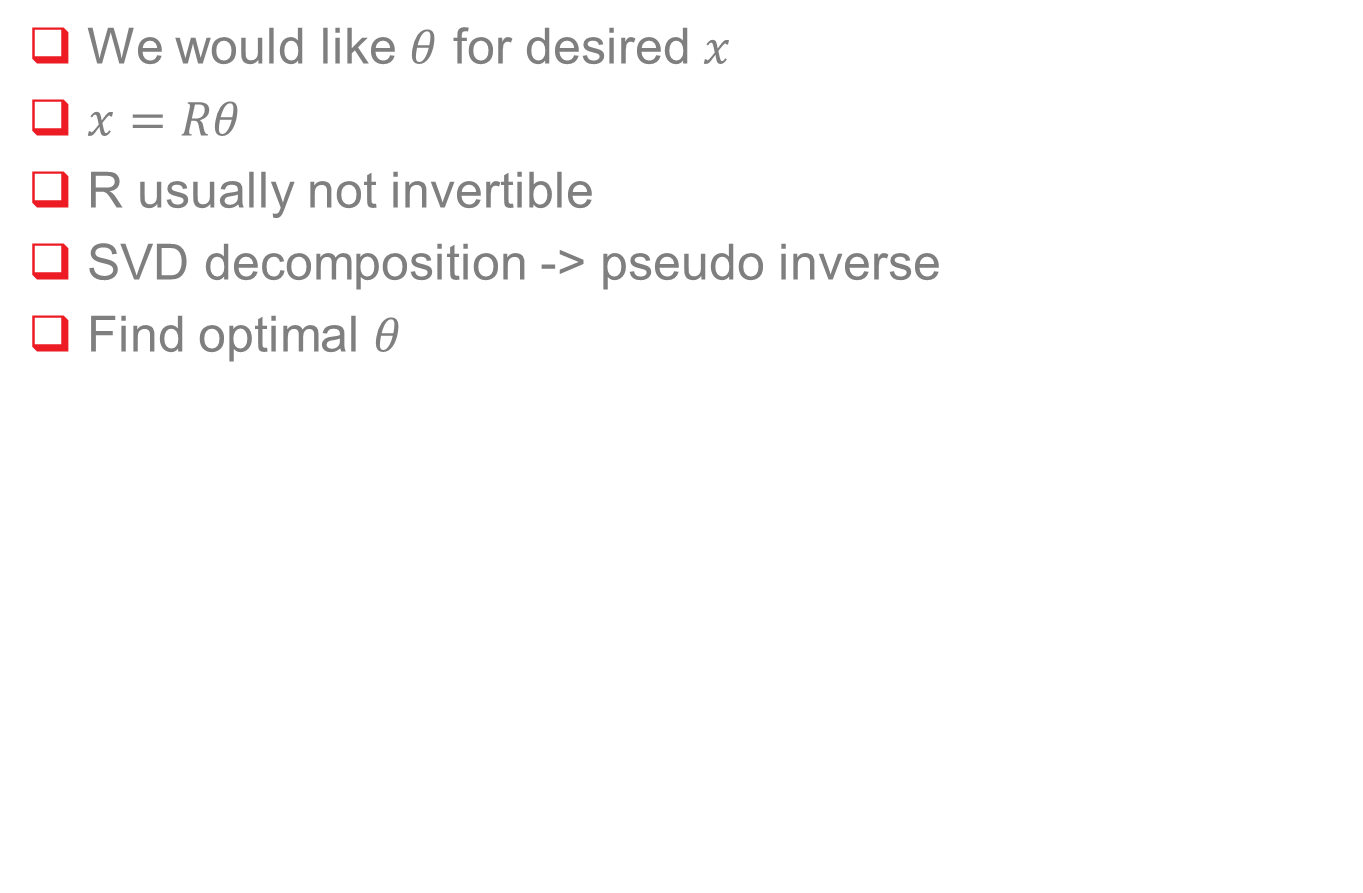 We would like θ for desired x
x = Rθ
R usually not invertible
SVD decomposition -> pseudo inverse
Find optimal θ